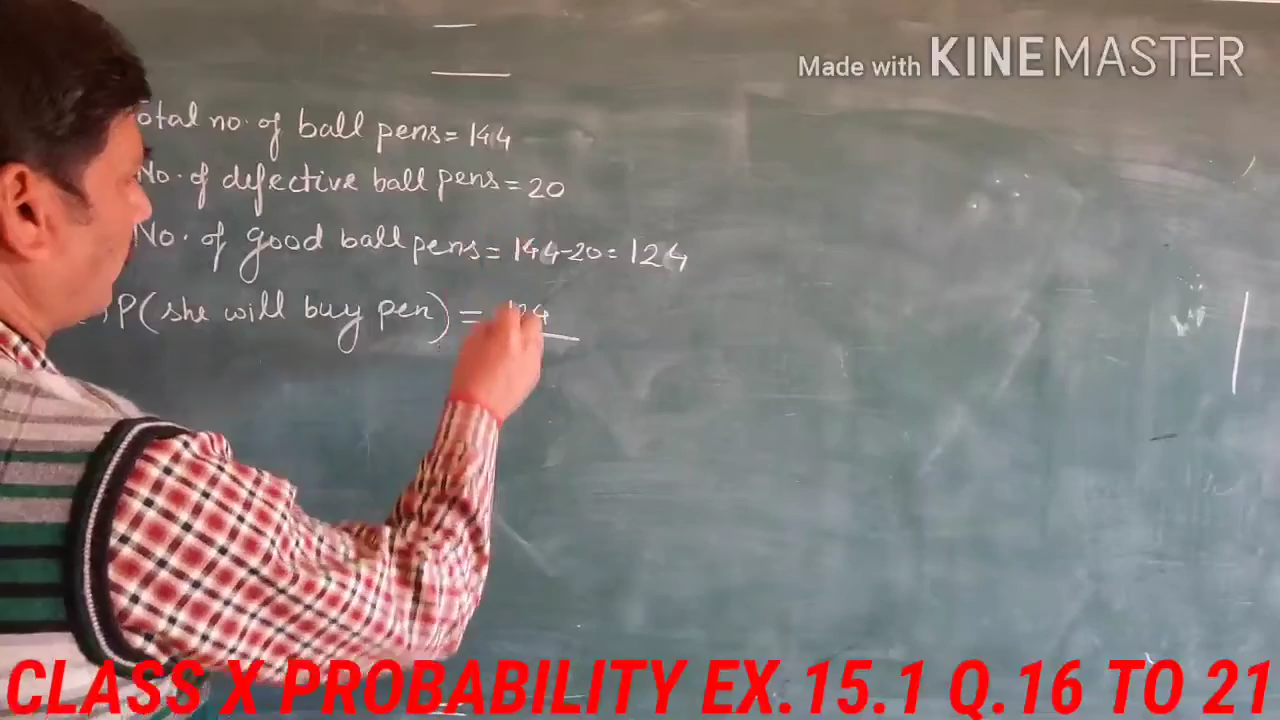 Made with KINEMASTER
otal no. of ball pens = 144
No. of defective ball pens = 20
No. of good ball pens = 144-20 = 124
P(she will buy pen) = 124
CLASS X PROBABILITY EX.15.1 Q.16 TO 21